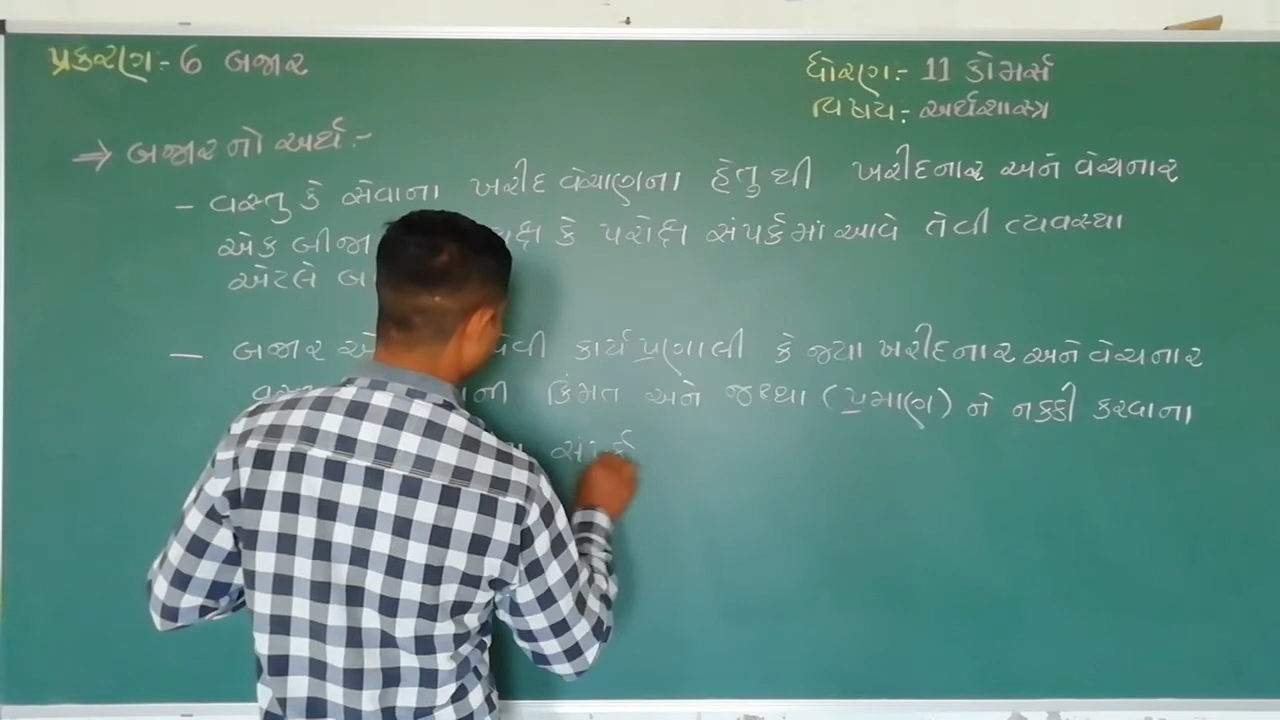 પ્રકરણ:- 6 બજાર
ધોરણ:- 11 કોમર્સ
વિષય:- અર્થશાસ્ત્ર
⇒ બજારનો અર્થ:-
- વસ્તુ કે સેવાના ખરીદ વેચાણના હેતુથી ખરીદનાર અને વેચનાર
એક બીજા કે પરોક્ષ સંપર્કમાં આવે તેવી વ્યવસ્થા
એટલે
- બજાર કાર્યપ્રણાલી કે જ્યા ખરીદનાર અને વેચનાર
કિંમત અને જથ્થા (પ્રમાણ) ને નક્કી કરવાના
સંપર્ક